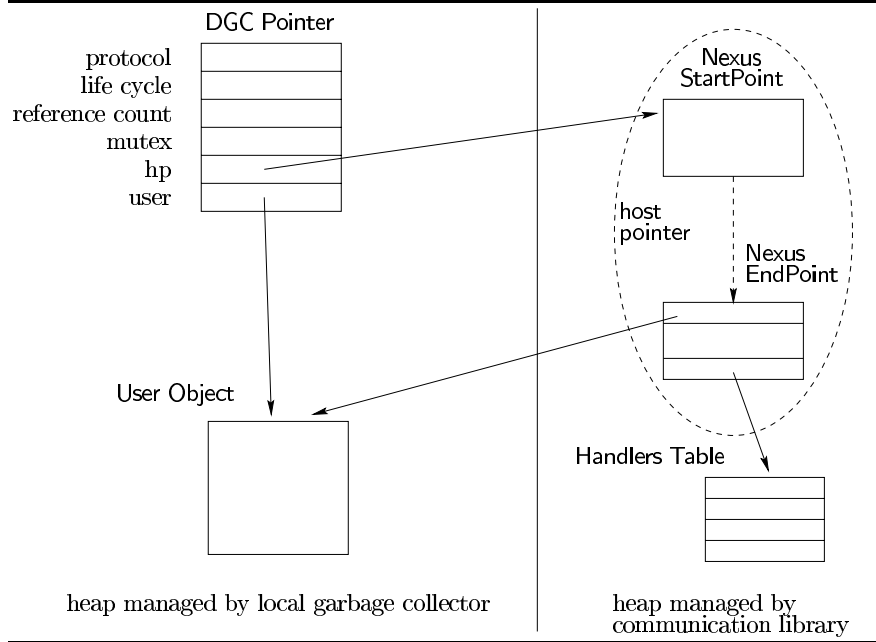 DGC Pointer
protocol
life cycle
reference count
mutex
hp
user
Nexus
StartPoint
host
pointer
Nexus
EndPoint
User Object
Handlers Table
heap managed by local garbage collector
heap managed by
communication library